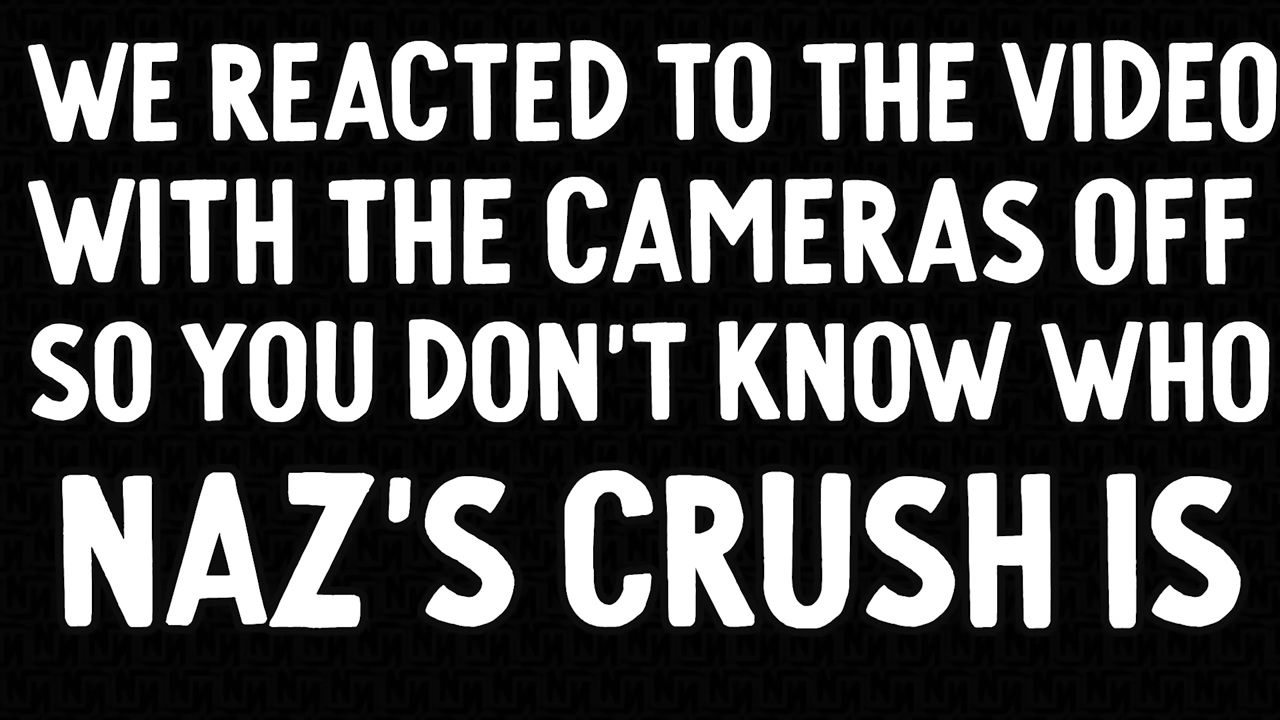 WE REACTED TO THE VIDEO
WITH THE CAMERAS OFF
SO YOU DON'T KNOW WHO
NAZ'S CRUSH IS